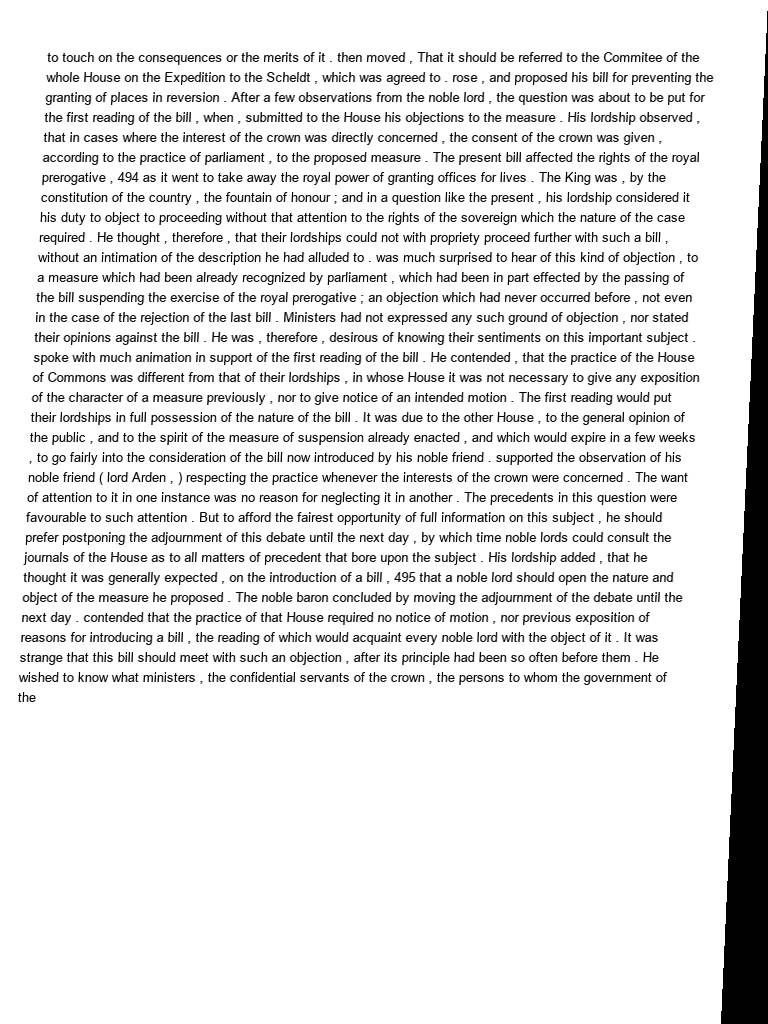 to touch on the consequences or the merits of it . then moved , That it should be referred to the Commitee of the
whole House on the Expedition to the Scheldt , which was agreed to . rose , and proposed his bill for preventing the
granting of places in reversion . After a few observations from the noble lord , the question was about to be put for
the first reading of the bill , when , submitted to the House his objections to the measure . His lordship observed ,
that in cases where the interest of the crown was directly concerned , the consent of the crown was given ,
according to the practice of parliament , to the proposed measure . The present bill affected the rights of the royal
prerogative , 494 as it went to take away the royal power of granting offices for lives . The King was , by the
constitution of the country , the fountain of honour ; and in a question like the present , his lordship considered it
his duty to object to proceeding without that attention to the rights of the sovereign which the nature of the case
required . He thought , therefore , that their lordships could not with propriety proceed further with such a bill ,
without an intimation of the description he had alluded to . was much surprised to hear of this kind of objection , to
a measure which had been already recognized by parliament , which had been in part effected by the passing of
the bill suspending the exercise of the royal prerogative ; an objection which had never occurred before , not even
in the case of the rejection of the last bill . Ministers had not expressed any such ground of objection , nor stated
their opinions against the bill . He was , therefore , desirous of knowing their sentiments on this important subject .
spoke with much animation in support of the first reading of the bill . He contended , that the practice of the House
of Commons was different from that of their lordships , in whose House it was not necessary to give any exposition
of the character of a measure previously , nor to give notice of an intended motion . The first reading would put
their lordships in full possession of the nature of the bill . It was due to the other House , to the general opinion of
the public , and to the spirit of the measure of suspension already enacted , and which would expire in a few weeks
, to go fairly into the consideration of the bill now introduced by his noble friend . supported the observation of his
noble friend ( lord Arden , ) respecting the practice whenever the interests of the crown were concerned . The want
of attention to it in one instance was no reason for neglecting it in another . The precedents in this question were
favourable to such attention . But to afford the fairest opportunity of full information on this subject , he should
prefer postponing the adjournment of this debate until the next day , by which time noble lords could consult the
journals of the House as to all matters of precedent that bore upon the subject . His lordship added , that he
thought it was generally expected , on the introduction of a bill , 495 that a noble lord should open the nature and
object of the measure he proposed . The noble baron concluded by moving the adjournment of the debate until the
next day . contended that the practice of that House required no notice of motion , nor previous exposition of
reasons for introducing a bill , the reading of which would acquaint every noble lord with the object of it . It was
strange that this bill should meet with such an objection , after its principle had been so often before them . He
wished to know what ministers , the confidential servants of the crown , the persons to whom the government of
the